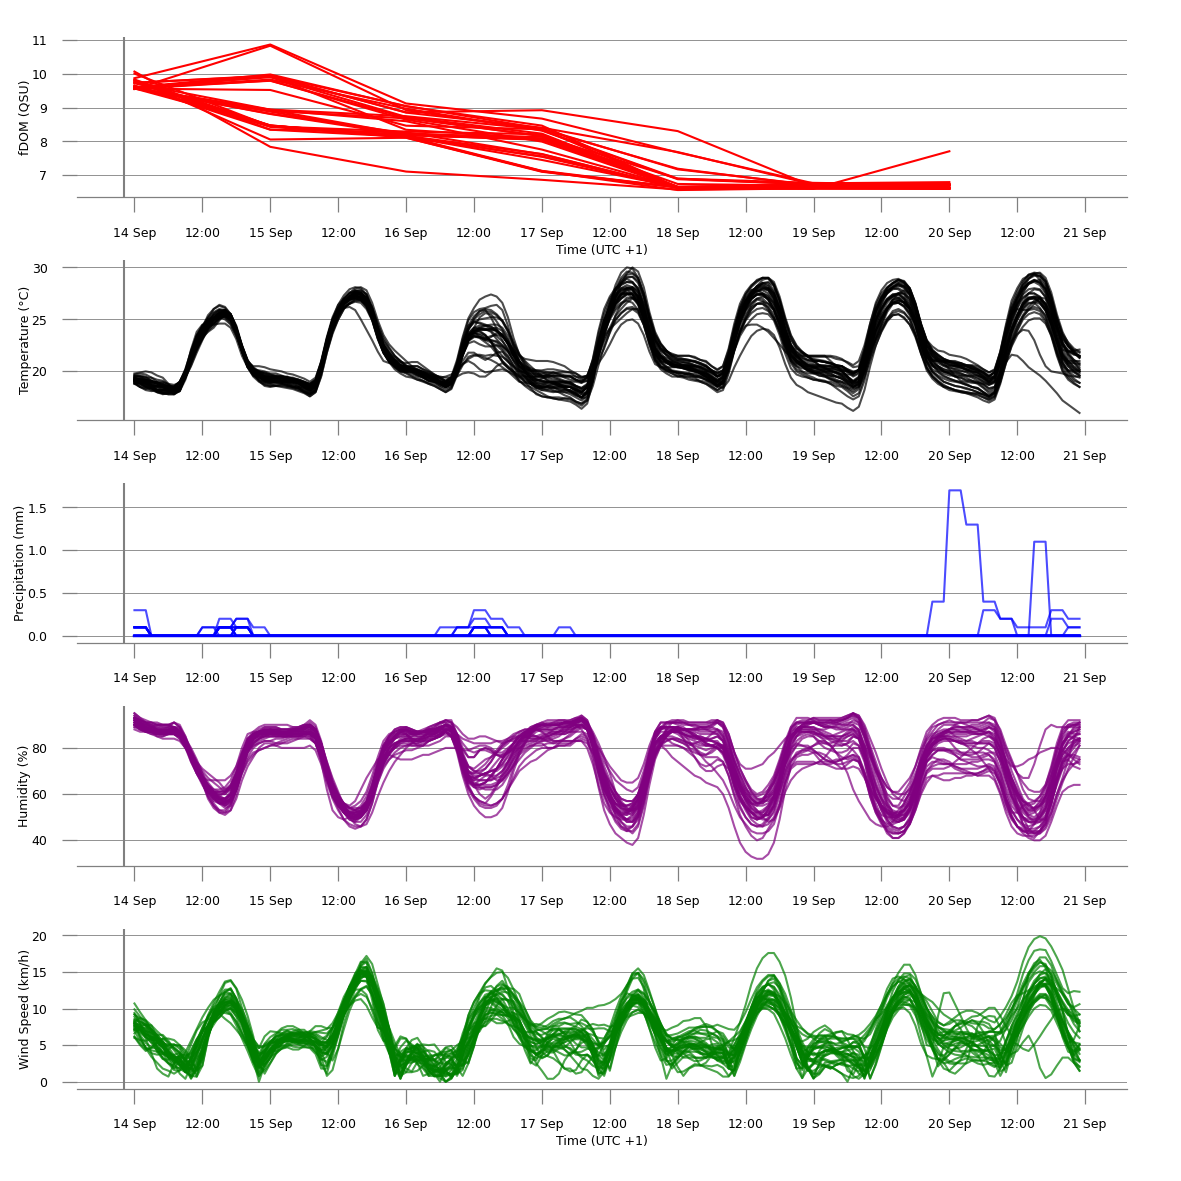 11
10
9
8
7
fDOM (QSU)
14 Sep 12:00 15 Sep 12:00 16 Sep 12:00 17 Sep 12:00 18 Sep 12:00 19 Sep 12:00 20 Sep 12:00 21 Sep
Time (UTC +1)
30
25
20
Temperature (°C)
14 Sep 12:00 15 Sep 12:00 16 Sep 12:00 17 Sep 12:00 18 Sep 12:00 19 Sep 12:00 20 Sep 12:00 21 Sep
1.5
1.0
0.5
0.0
Precipitation (mm)
14 Sep 12:00 15 Sep 12:00 16 Sep 12:00 17 Sep 12:00 18 Sep 12:00 19 Sep 12:00 20 Sep 12:00 21 Sep
80
60
40
Humidity (%)
14 Sep 12:00 15 Sep 12:00 16 Sep 12:00 17 Sep 12:00 18 Sep 12:00 19 Sep 12:00 20 Sep 12:00 21 Sep
20
15
10
5
0
Wind Speed (km/h)
14 Sep 12:00 15 Sep 12:00 16 Sep 12:00 17 Sep 12:00 18 Sep 12:00 19 Sep 12:00 20 Sep 12:00 21 Sep
Time (UTC +1)